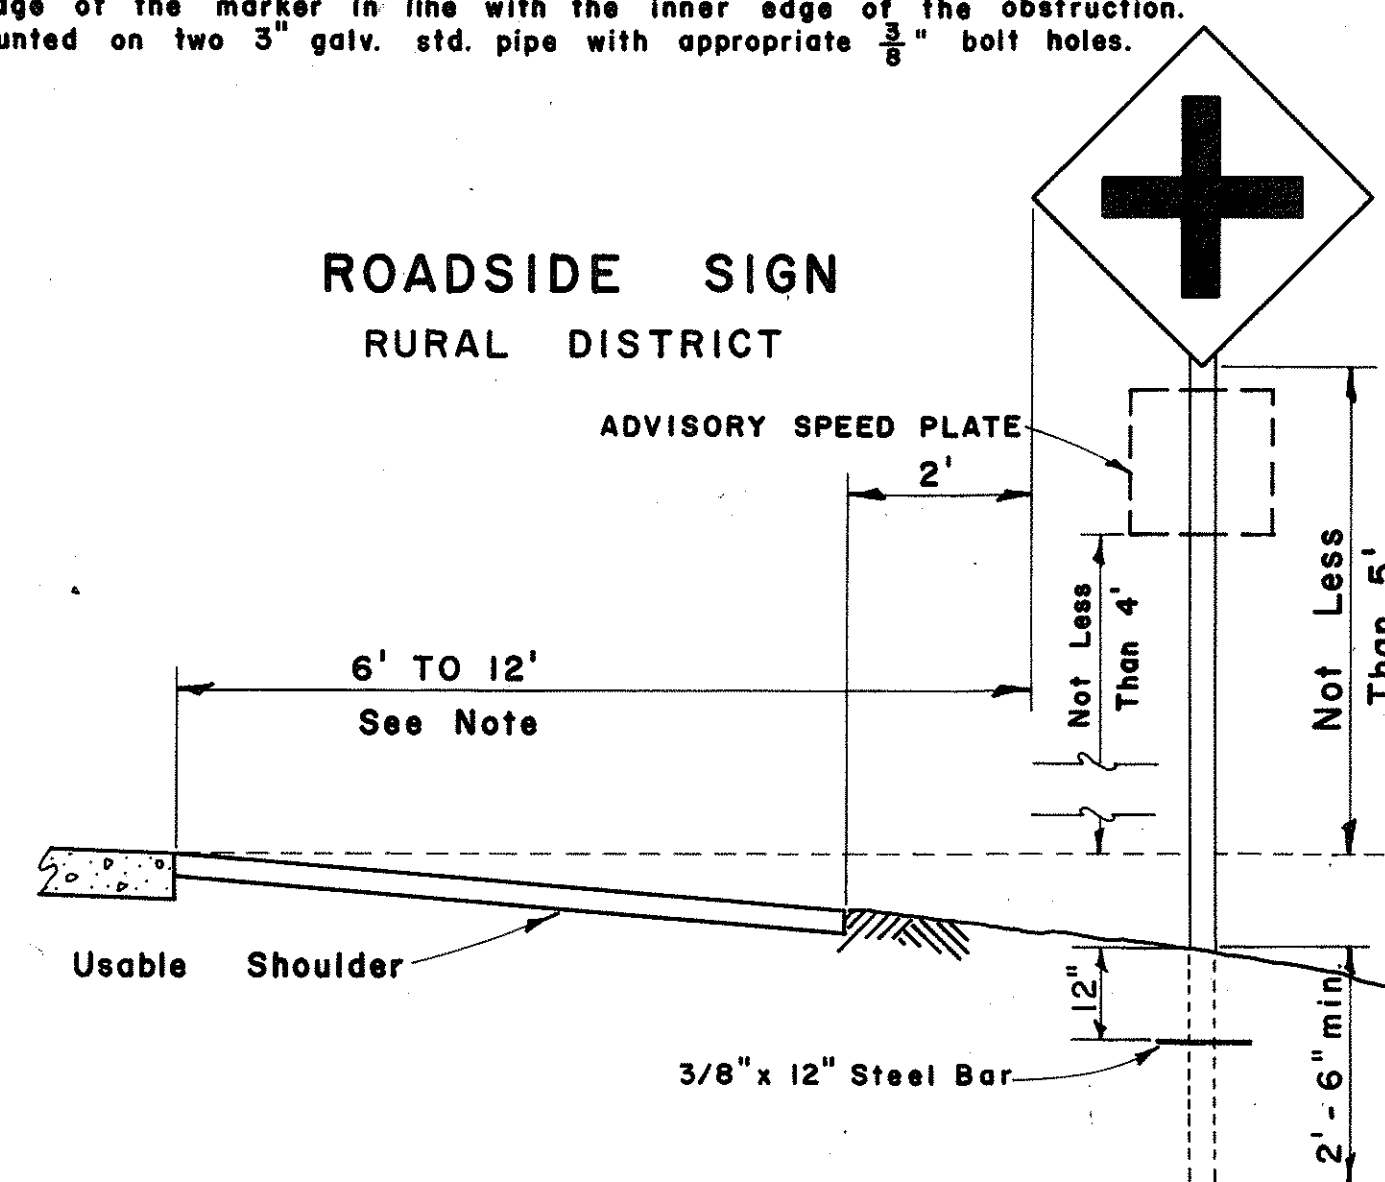 of the marker in line with the inner edge of the obstruction.
on two 3" galv. std. pipe with appropriate 3/8" bolt holes.
ROADSIDE SIGN
RURAL DISTRICT
ADVISORY SPEED PLATE
2'
Not Less
Than 4'
Not Less
Than 5'
6' TO 12'
See Note
Usable Shoulder
12"
3/8" x 12" Steel Bar
2' - 6" min.